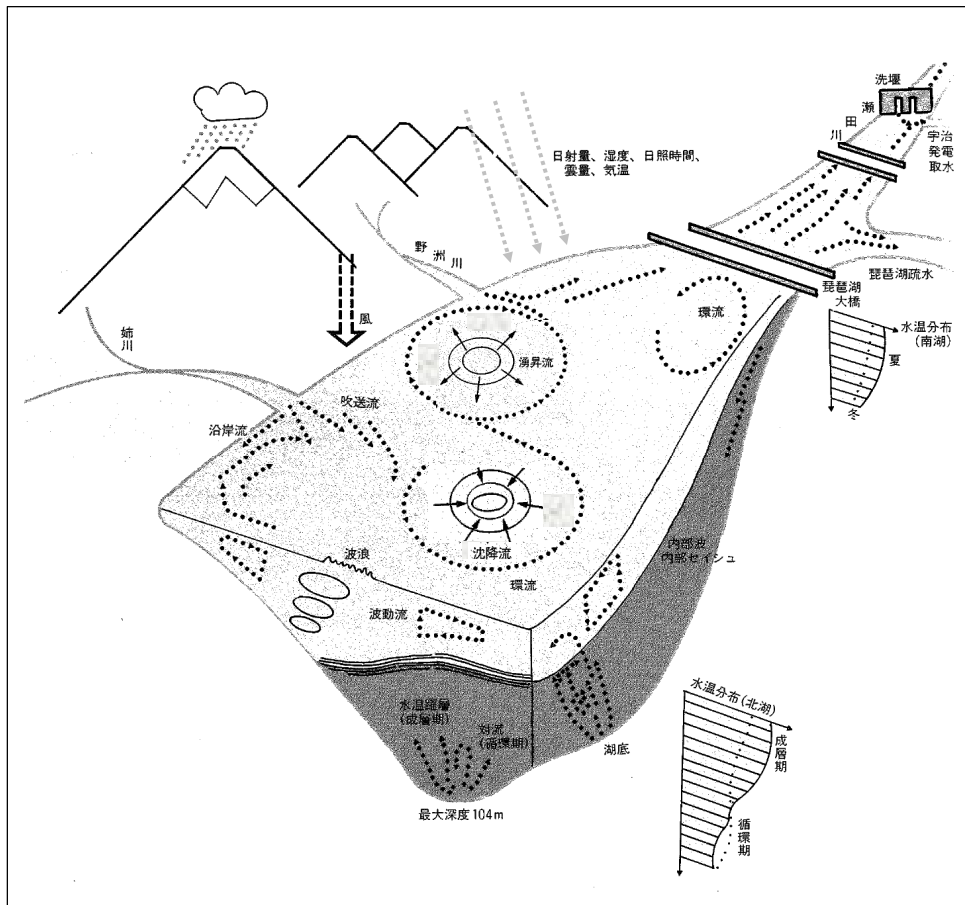 洗堰
瀬田川
宇治
発電
取水
日射量、湿度、日照時間、
雲量、気温
野洲川
琵琶湖疏水
琵琶湖
大橋
環流
水温分布
(南湖)
夏
冬
風
姉川
湧昇流
吹送流
沿岸流
沈降流
環流
波浪
波動流
内部波
内部セイシュ
水温躍層
(成層期)
対流
(循環期)
湖底
最大深度104m
水温分布(北湖)
成層期
循環期